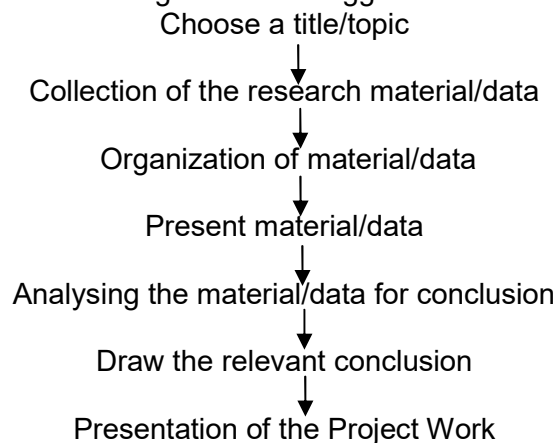 Choose a title/topic
Collection of the research material/data
Organization of material/data
Present material/data
Analysing the material/data for conclusion
Draw the relevant conclusion
Presentation of the Project Work